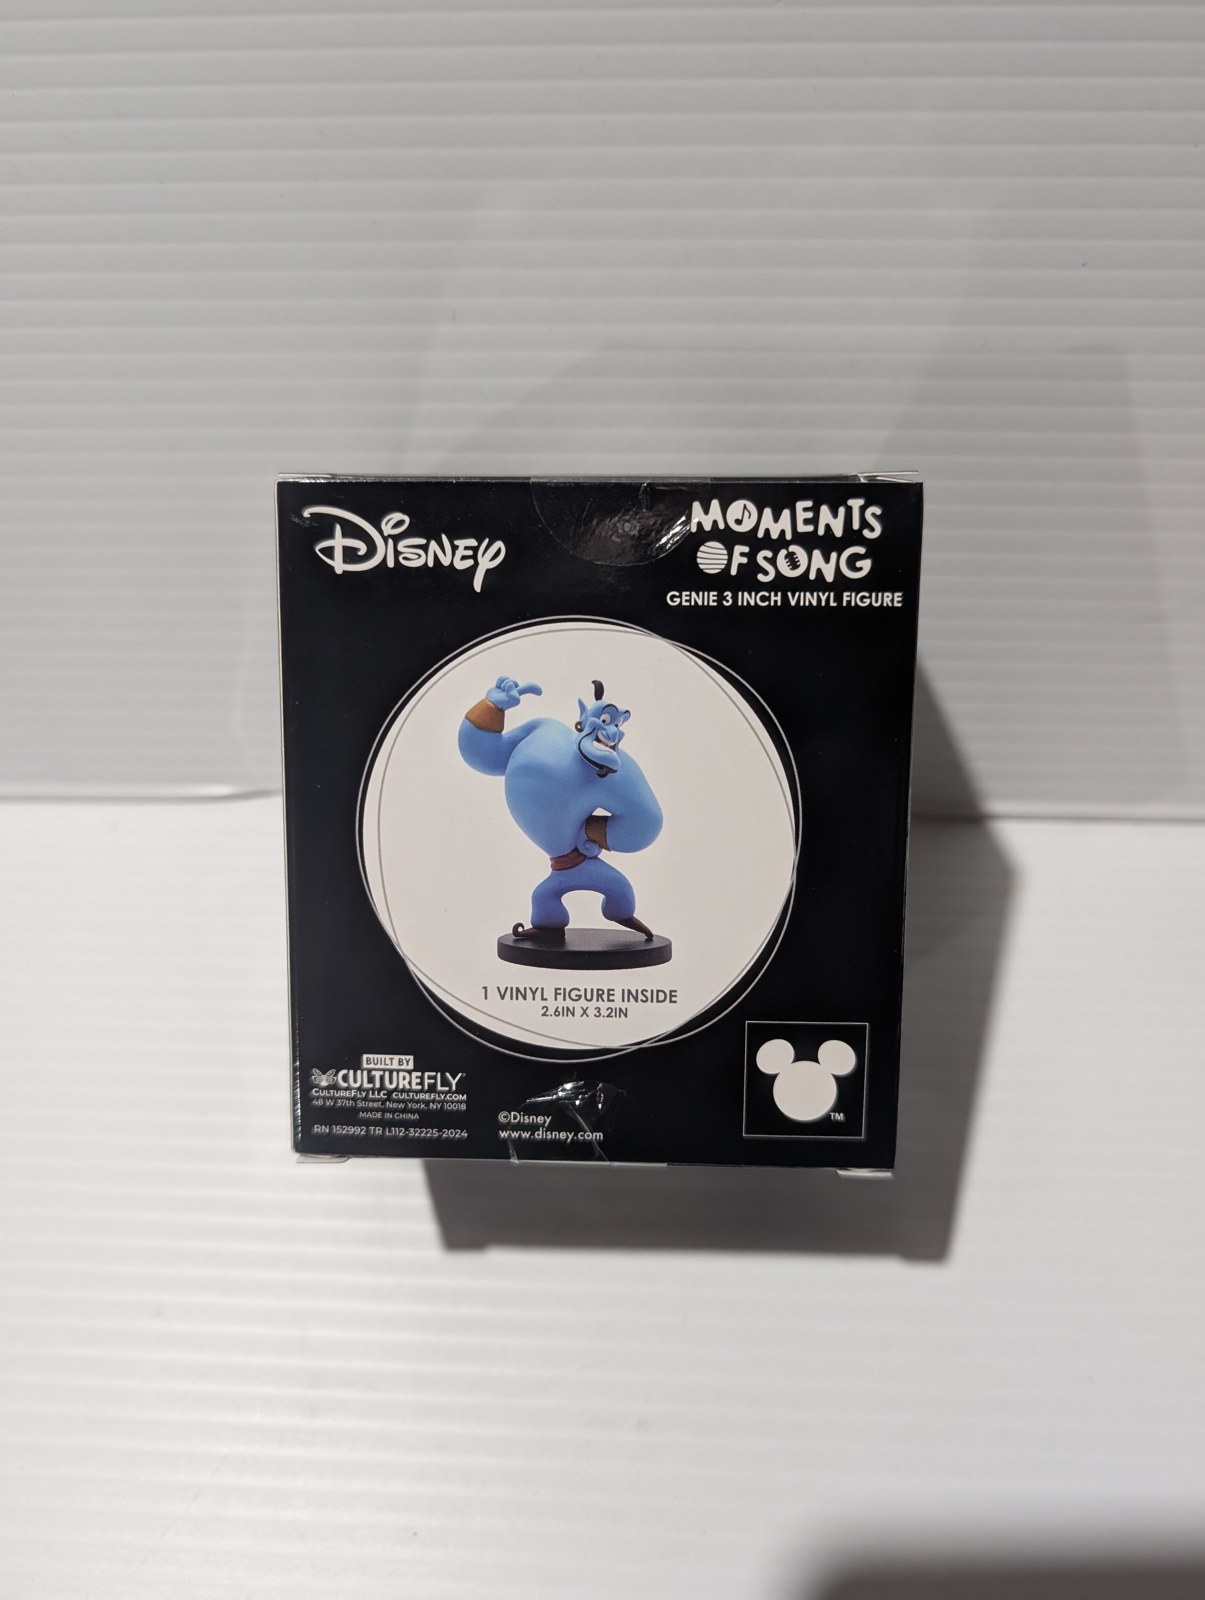 Disney
MOMENTS
OF SONG
GENIE 3 INCH VINYL FIGURE
1 VINYL FIGURE INSIDE
2.6IN X 3.2IN
BUILT BY
CULTUREFLY®
CULTUREFLY LLC CULTUREFLY.COM
48 W 37th Street, New York, NY 10018
MADE IN CHINA
RN 152992 TR L112-32225-2024
©Disney
www.disney.com
TM